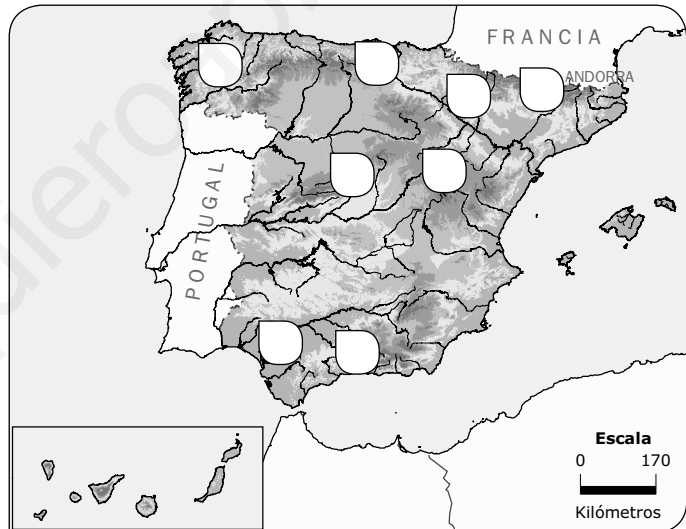 FRANCIA
ANDORRA
PORTUGAL
Escala
0 170
Kilómetros